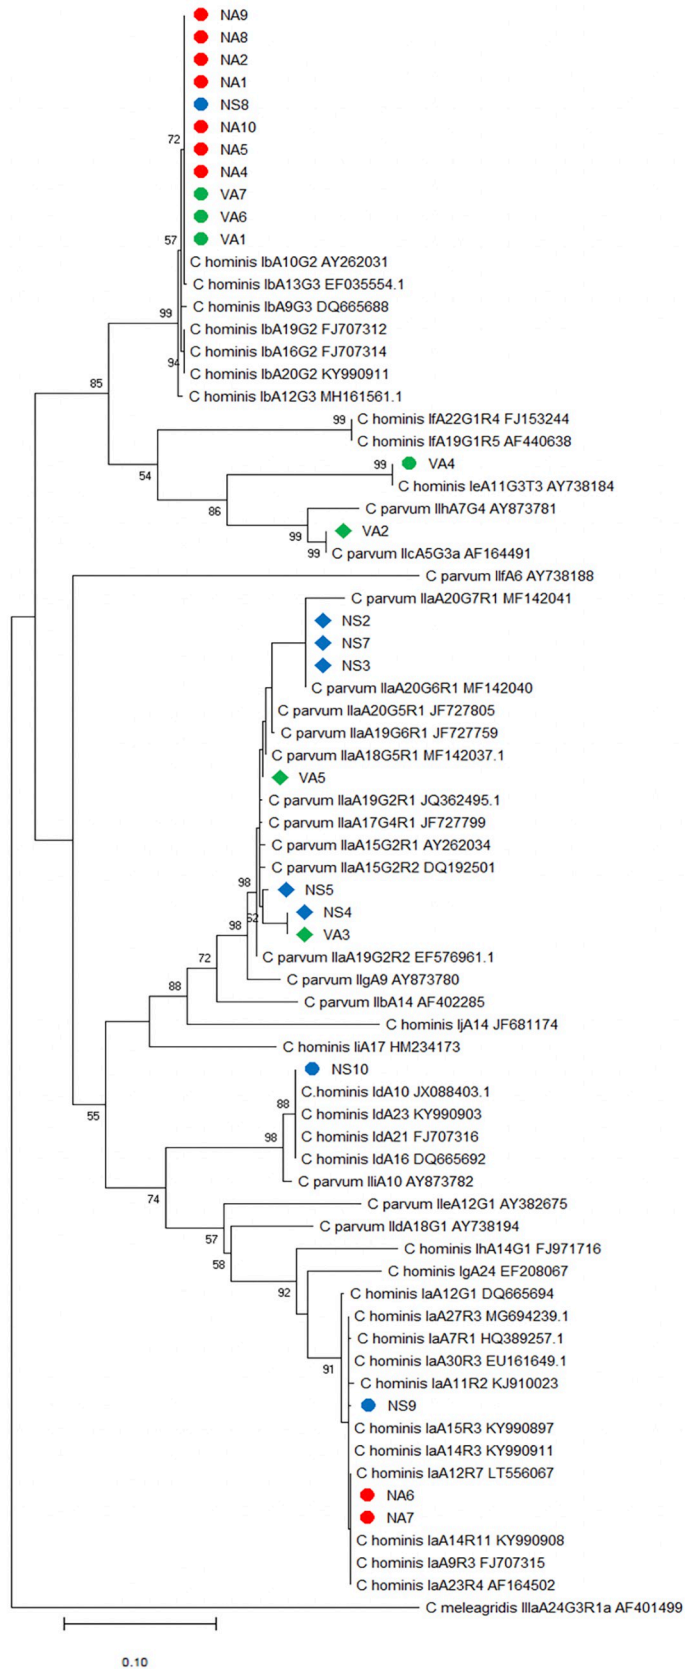 NA9
NA8
NA2
NA1
NS8
NA10
72
NA5
NA4
VA7
VA6
57
VA1
C hominis IbA10G2 AY262031
C hominis IbA13G3 EF035554.1
C hominis IbA9G3 DQ665688
99
C hominis IbA19G2 FJ707312
C hominis IbA16G2 FJ707314
94
C hominis IbA20G2 KY990911
85
C hominis IbA12G3 MH161561.1
99
C hominis IfA22G1R4 FJ153244
C hominis IfA19G1R5 AF440638
99
VA4
54
C hominis IeA11G3T3 AY738184
86
C parvum IIhA7G4 AY873781
99
VA2
99
C parvum IIcA5G3a AF164491
C parvum IIfA6 AY738188
C parvum IIaA20G7R1 MF142041
NS2
NS7
NS3
C parvum IIaA20G6R1 MF142040
C parvum IIaA20G5R1 JF727805
C parvum IIaA19G6R1 JF727759
C parvum IIaA18G5R1 MF142037.1
VA5
C parvum IIaA19G2R1 JQ362495.1
C parvum IIaA17G4R1 JF727799
C parvum IIaA15G2R1 AY262034
C parvum IIaA15G2R2 DQ192501
98
NS5
98
62
NS4
VA3
72
C parvum IIaA19G2R2 EF576961.1
C parvum IIgA9 AY873780
88
C parvum IIbA14 AF402285
C hominis IjA14 JF681174
C hominis IiA17 HM234173
NS10
C.hominis IdA10 JX088403.1
88
C hominis IdA23 KY990903
55
98
C hominis IdA21 FJ707316
C hominis IdA16 DQ665692
C parvum IIiA10 AY873782
74
C parvum IIeA12G1 AY382675
C parvum IIdA18G1 AY738194
57
C hominis IhA14G1 FJ971716
58
C hominis IgA24 EF208067
92
C hominis IaA12G1 DQ665694
C hominis IaA27R3 MG694239.1
C hominis IaA7R1 HQ389257.1
C hominis IaA30R3 EU161649.1
91
C hominis IaA11R2 KJ910023
NS9
C hominis IaA15R3 KY990897
C hominis IaA14R3 KY990911
C hominis IaA12R7 LT556067
NA6
NA7
C hominis IaA14R11 KY990908
C hominis IaA9R3 FJ707315
C hominis IaA23R4 AF164502
C meleagridis IIIaA24G3R1a AF401499
0.10